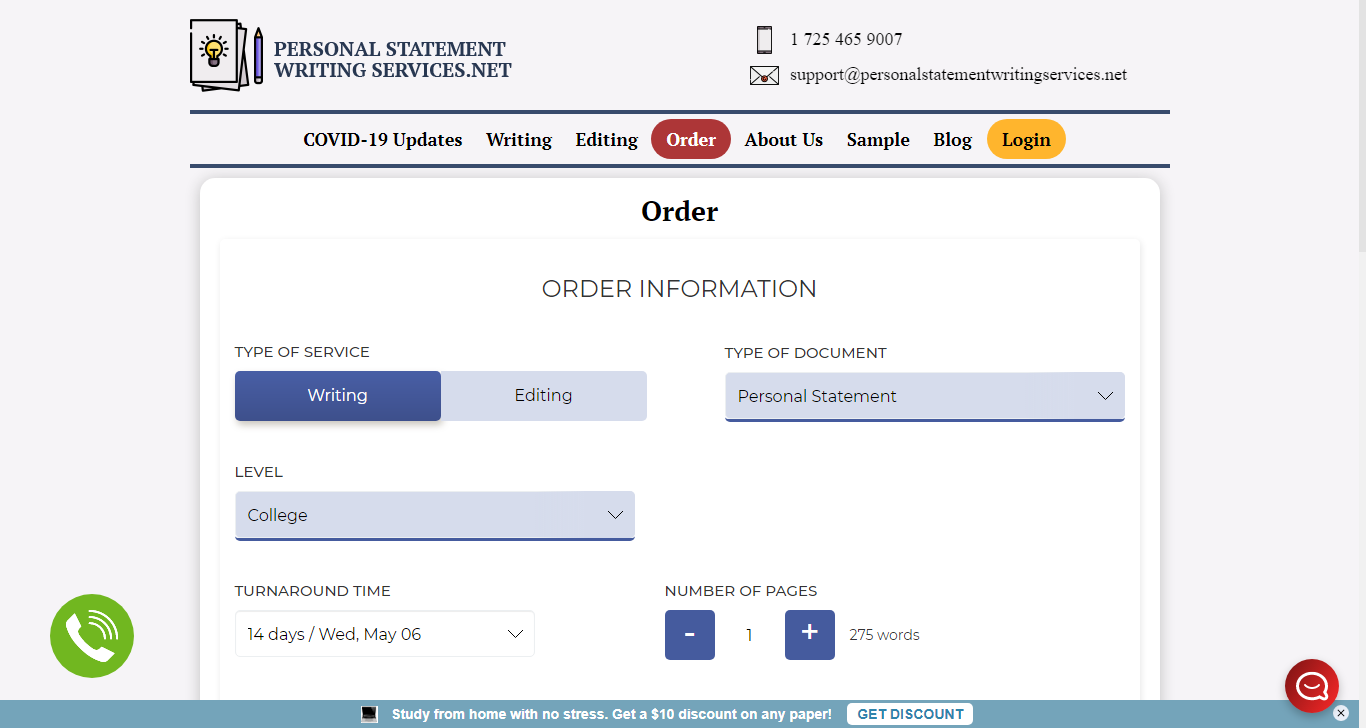 PERSONAL STATEMENT
WRITING SERVICES.NET
1 725 465 9007
support@personalstatementwritingservices.net
COVID-19 Updates Writing Editing Order About Us Sample Blog Login
Order
ORDER INFORMATION
TYPE OF SERVICE
TYPE OF DOCUMENT
Writing Editing
Personal Statement
LEVEL
College
TURNAROUND TIME
NUMBER OF PAGES
14 days / Wed, May 06
- 1 + 275 words
Study from home with no stress. Get a $10 discount on any paper! GET DISCOUNT